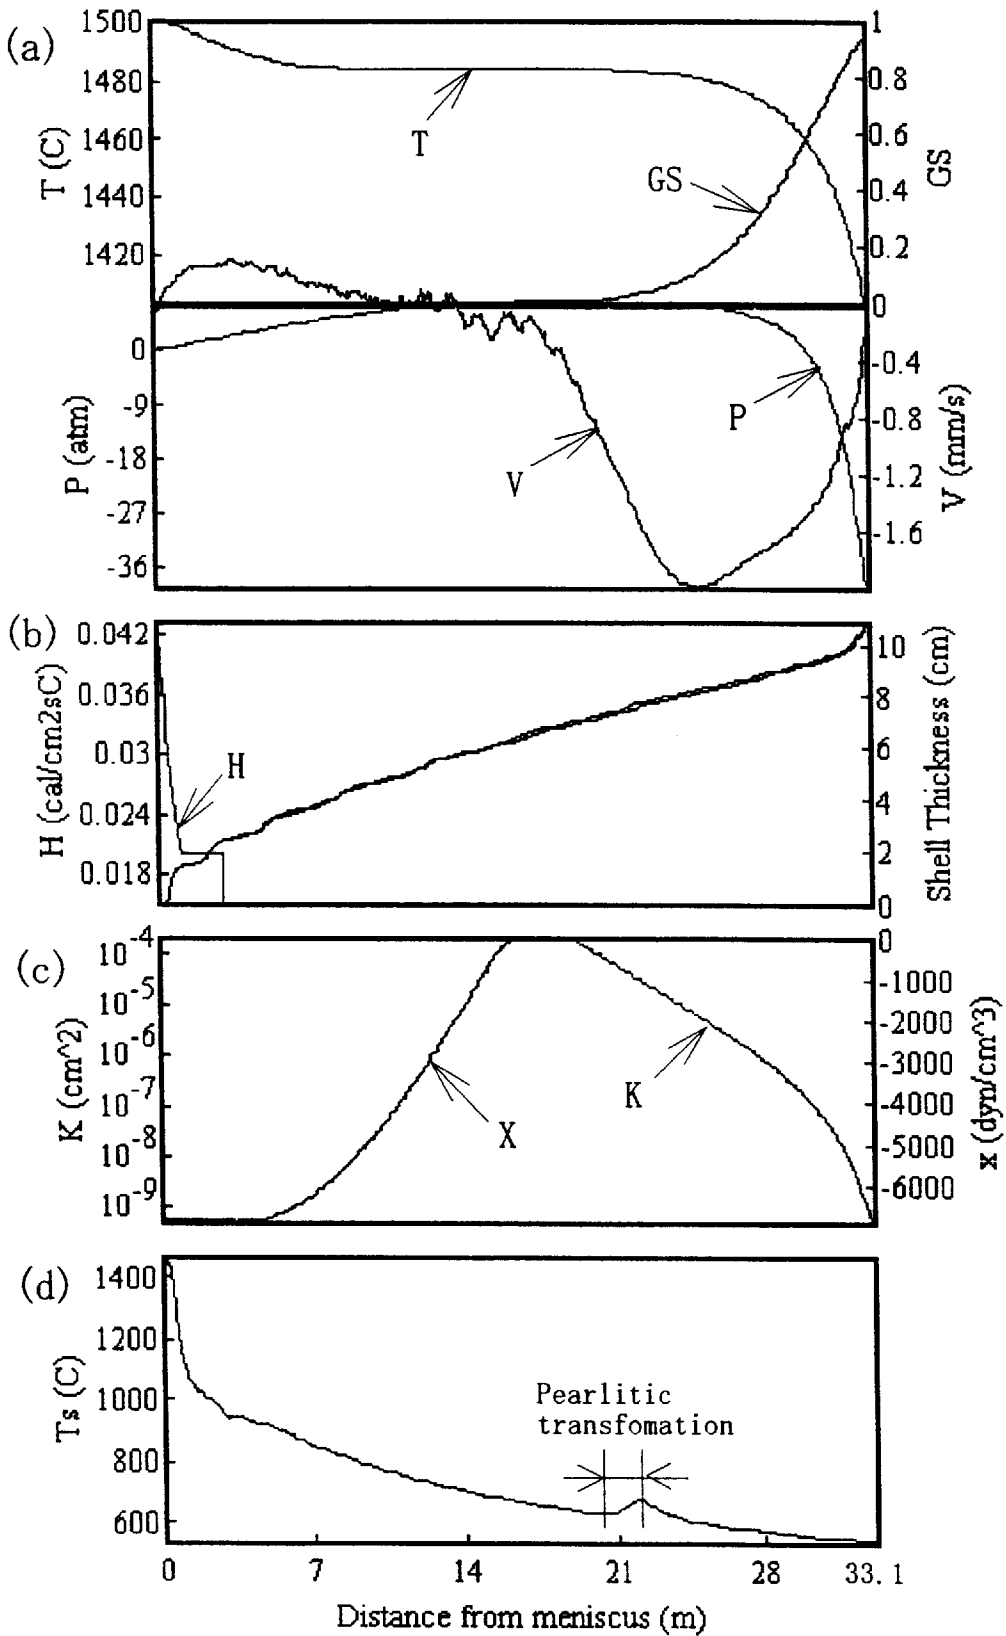 (a)
1500
1480
1460
1440
1420
T (C)
T
GS
1
0.8
0.6
0.4
0.2
0
GS
0
-9
-18
-27
-36
P (atm)
V
P
-0.4
-0.8
-1.2
-1.6
V (mm/s)
(b)
0.042
0.036
0.03
0.024
0.018
H (cal/cm2sC)
H
10
8
6
4
2
0
Shell Thickness (cm)
(c)
10^-4
10^-5
10^-6
10^-7
10^-8
10^-9
K (cm^2)
X
K
0
-1000
-2000
-3000
-4000
-5000
-6000
x (dyn/cm^3)
(d)
1400
1200
1000
800
600
Ts (C)
Pearlitic
transfomation
0 7 14 21 28 33.1
Distance from meniscus (m)